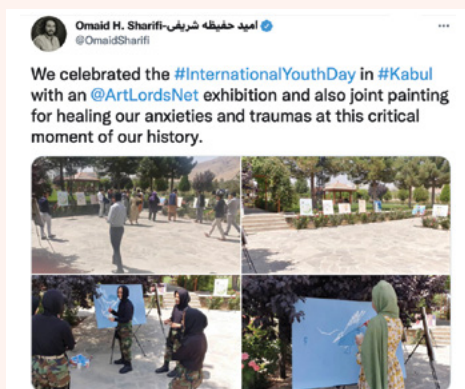 Omaid H. Sharifi-امید حفیظه شریفی
@OmaidSharifi
We celebrated the #InternationalYouthDay in #Kabul
with an @ArtLordsNet exhibition and also joint painting
for healing our anxieties and traumas at this critical
moment of our history.